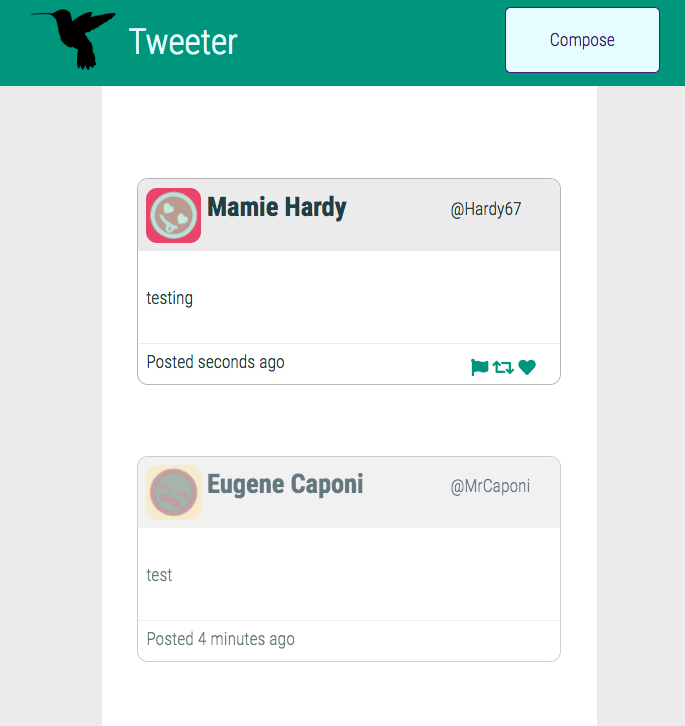 Tweeter
Compose
Mamie Hardy
@Hardy67
testing
Posted seconds ago
Eugene Caponi
@MrCaponi
test
Posted 4 minutes ago